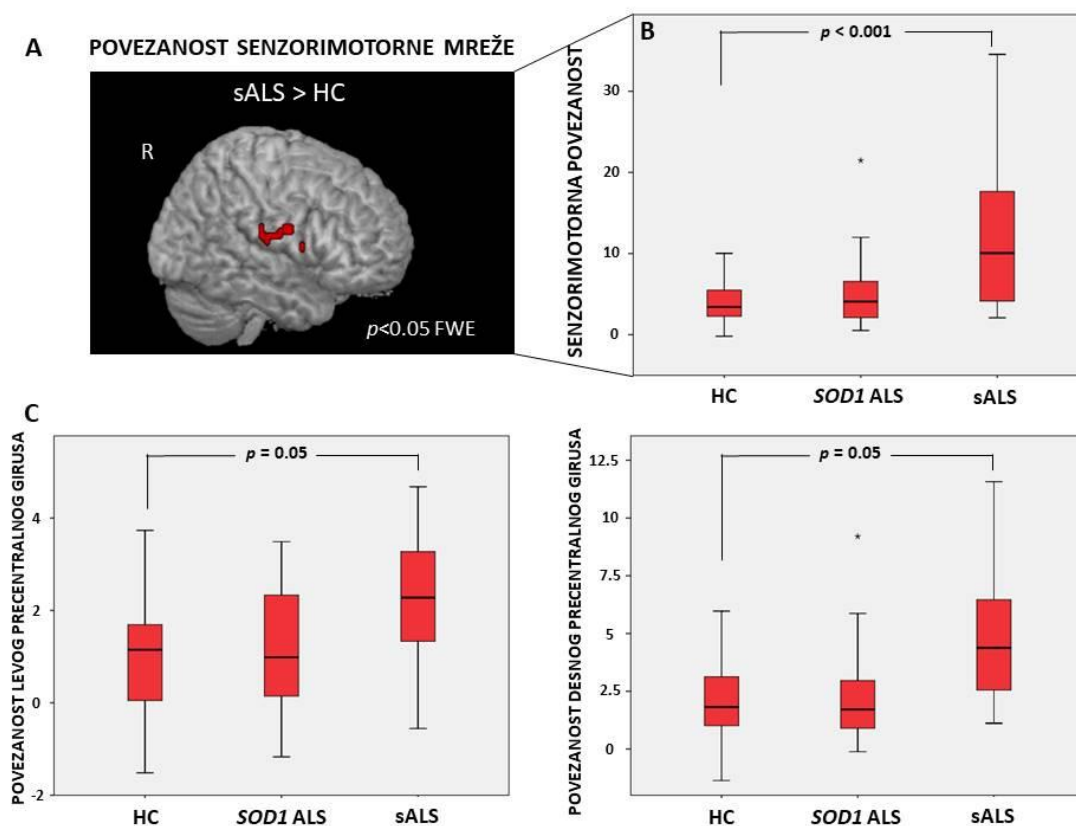 A POVEZANOST SENZORIMOTORNE MREŽE
sALS > HC
R
p<0.05 FWE
B
SENZORIMOTORNA POVEZANOST
p < 0.001
30
20
10
0
HC SOD1 ALS sALS
C
POVEZANOST LEVOG PRECENTRALNOG GIRUSA
p = 0.05
4
2
0
-2
HC SOD1 ALS sALS
POVEZANOST DESNOG PRECENTRALNOG GIRUSA
p = 0.05
12.5
10
7.5
5
2.5
0
HC SOD1 ALS sALS